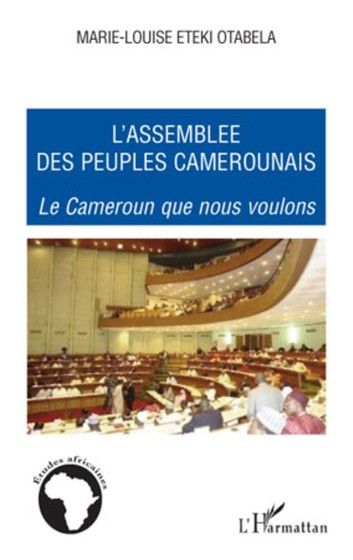 MARIE-LOUISE ETEKI OTABELA
L'ASSEMBLEE
DES PEUPLES CAMEROUNAIS
Le Cameroun que nous voulons
Études africaines
L'Harmattan